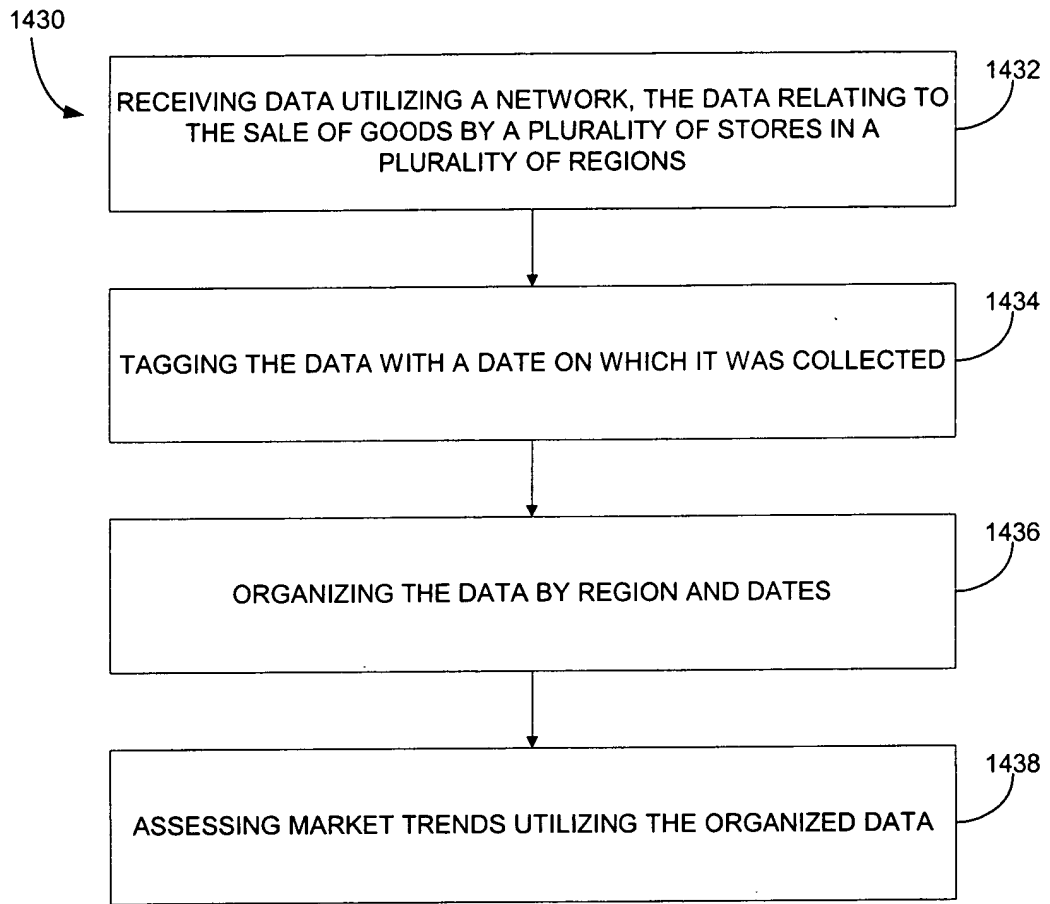 1430
1432
RECEIVING DATA UTILIZING A NETWORK, THE DATA RELATING TO
THE SALE OF GOODS BY A PLURALITY OF STORES IN A
PLURALITY OF REGIONS
1434
TAGGING THE DATA WITH A DATE ON WHICH IT WAS COLLECTED
1436
ORGANIZING THE DATA BY REGION AND DATES
1438
ASSESSING MARKET TRENDS UTILIZING THE ORGANIZED DATA